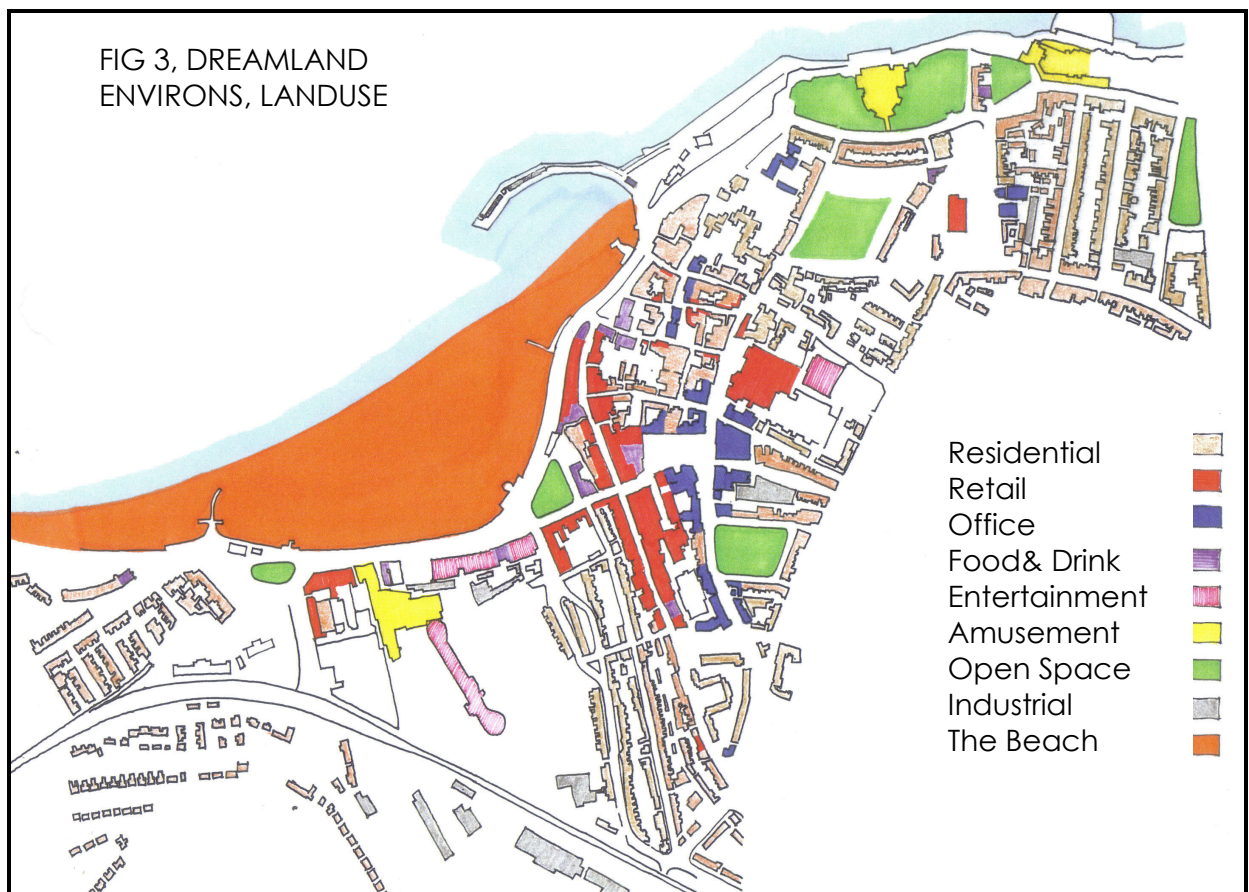 FIG 3, DREAMLAND
ENVIRONS, LANDUSE
Residential
Retail
Office
Food& Drink
Entertainment
Amusement
Open Space
Industrial
The Beach